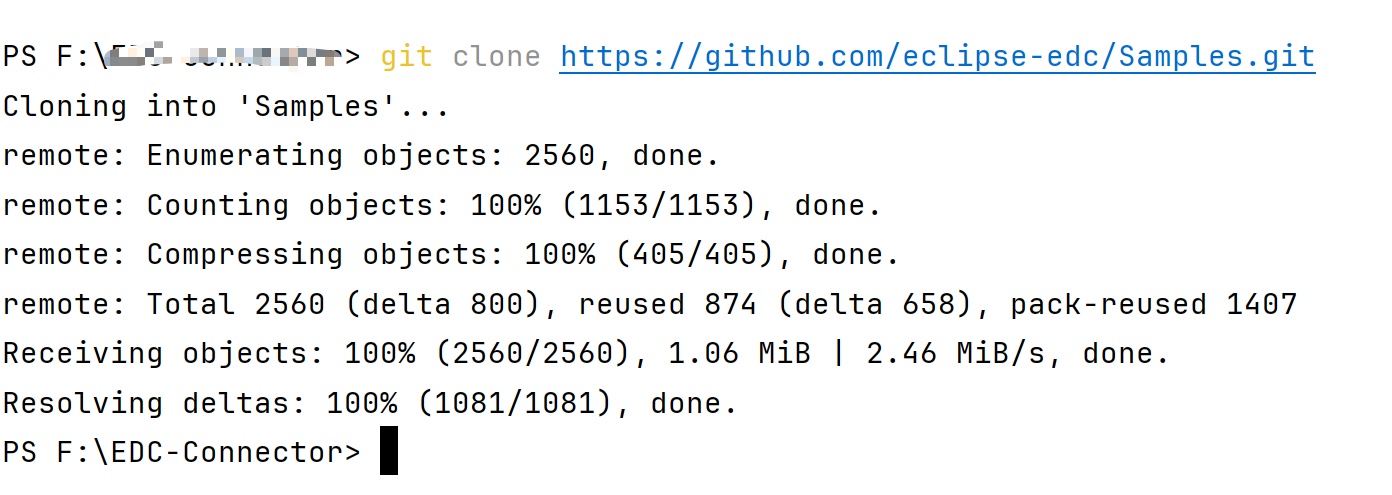 PS F:\> git clone https://github.com/eclipse-edc/Samples.git
Cloning into 'Samples'...
remote: Enumerating objects: 2560, done.
remote: Counting objects: 100% (1153/1153), done.
remote: Compressing objects: 100% (405/405), done.
remote: Total 2560 (delta 800), reused 874 (delta 658), pack-reused 1407
Receiving objects: 100% (2560/2560), 1.06 MiB | 2.46 MiB/s, done.
Resolving deltas: 100% (1081/1081), done.
PS F:\EDC-Connector>